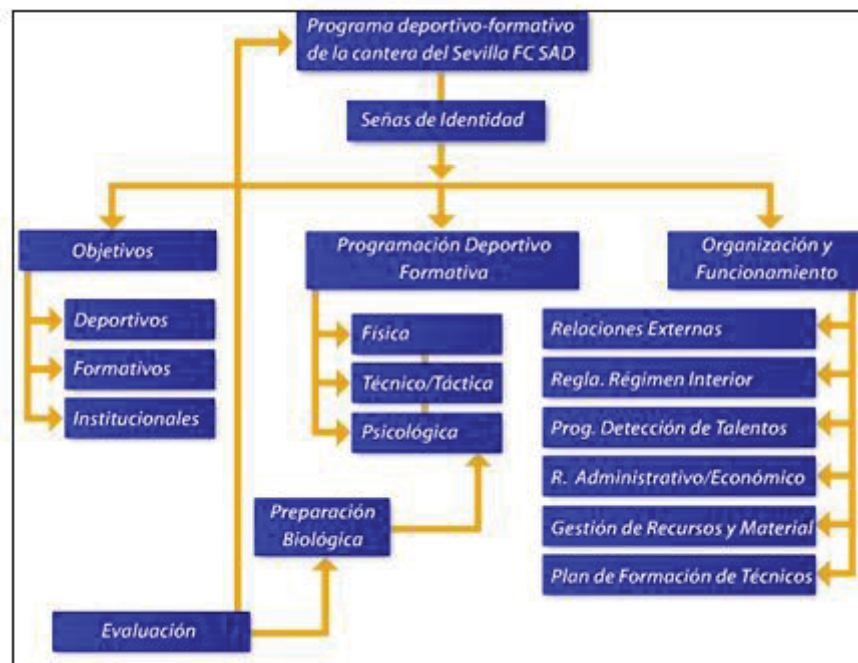 Programa deportivo-formativo
de la cantera del Sevilla FC SAD
Señas de Identidad
Objetivos
Deportivos
Formativos
Institucionales
Programación Deportivo
Formativa
Física
Técnico/Táctica
Psicológica
Preparación
Biológica
Evaluación
Organización y
Funcionamiento
Relaciones Externas
Regla. Régimen Interior
Prog. Detección de Talentos
R. Administrativo/Económico
Gestión de Recursos y Material
Plan de Formación de Técnicos